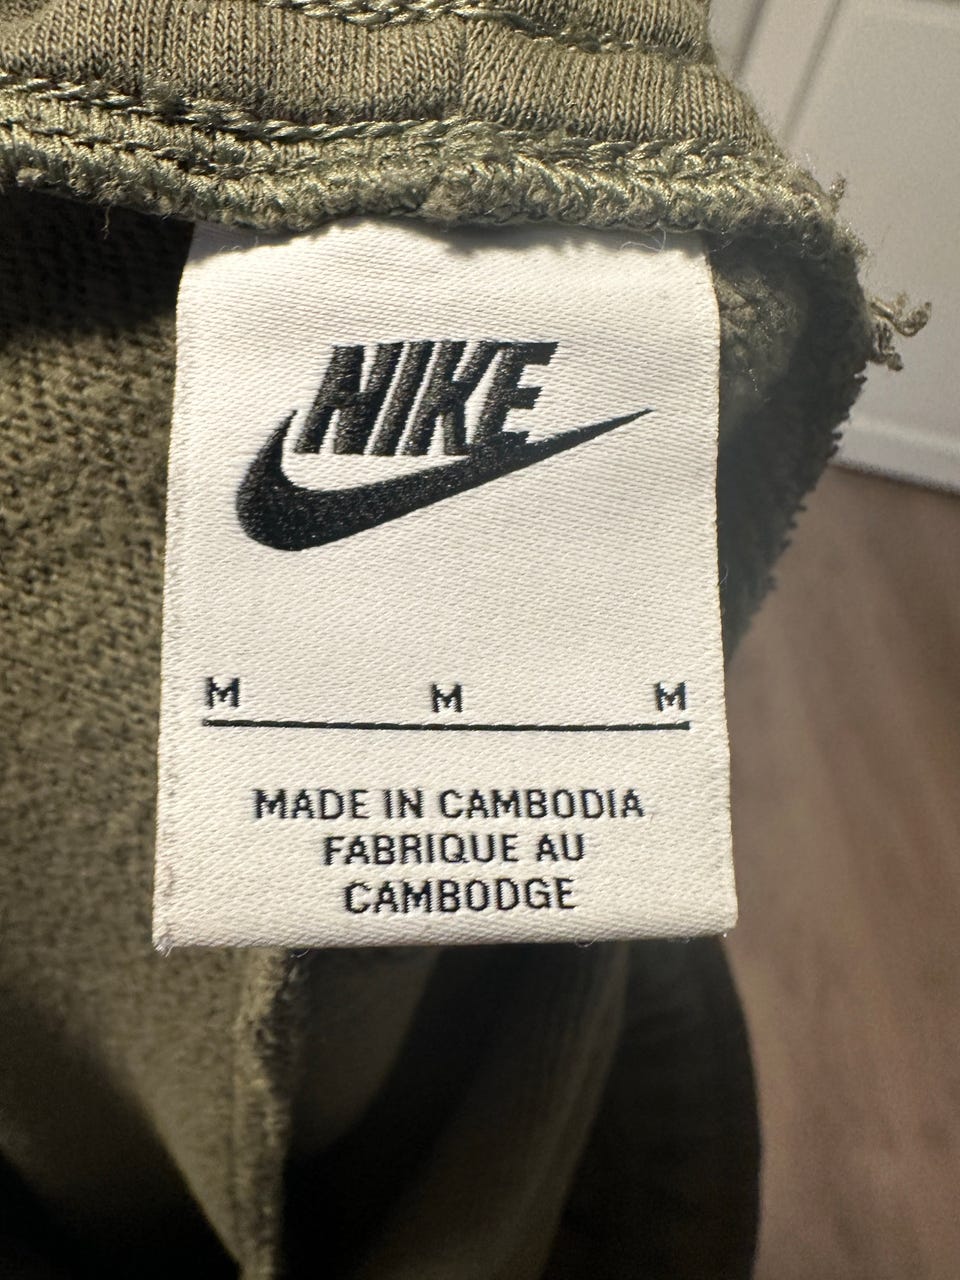 NIKE
M M M
MADE IN CAMBODIA
FABRIQUE AU
CAMBODGE